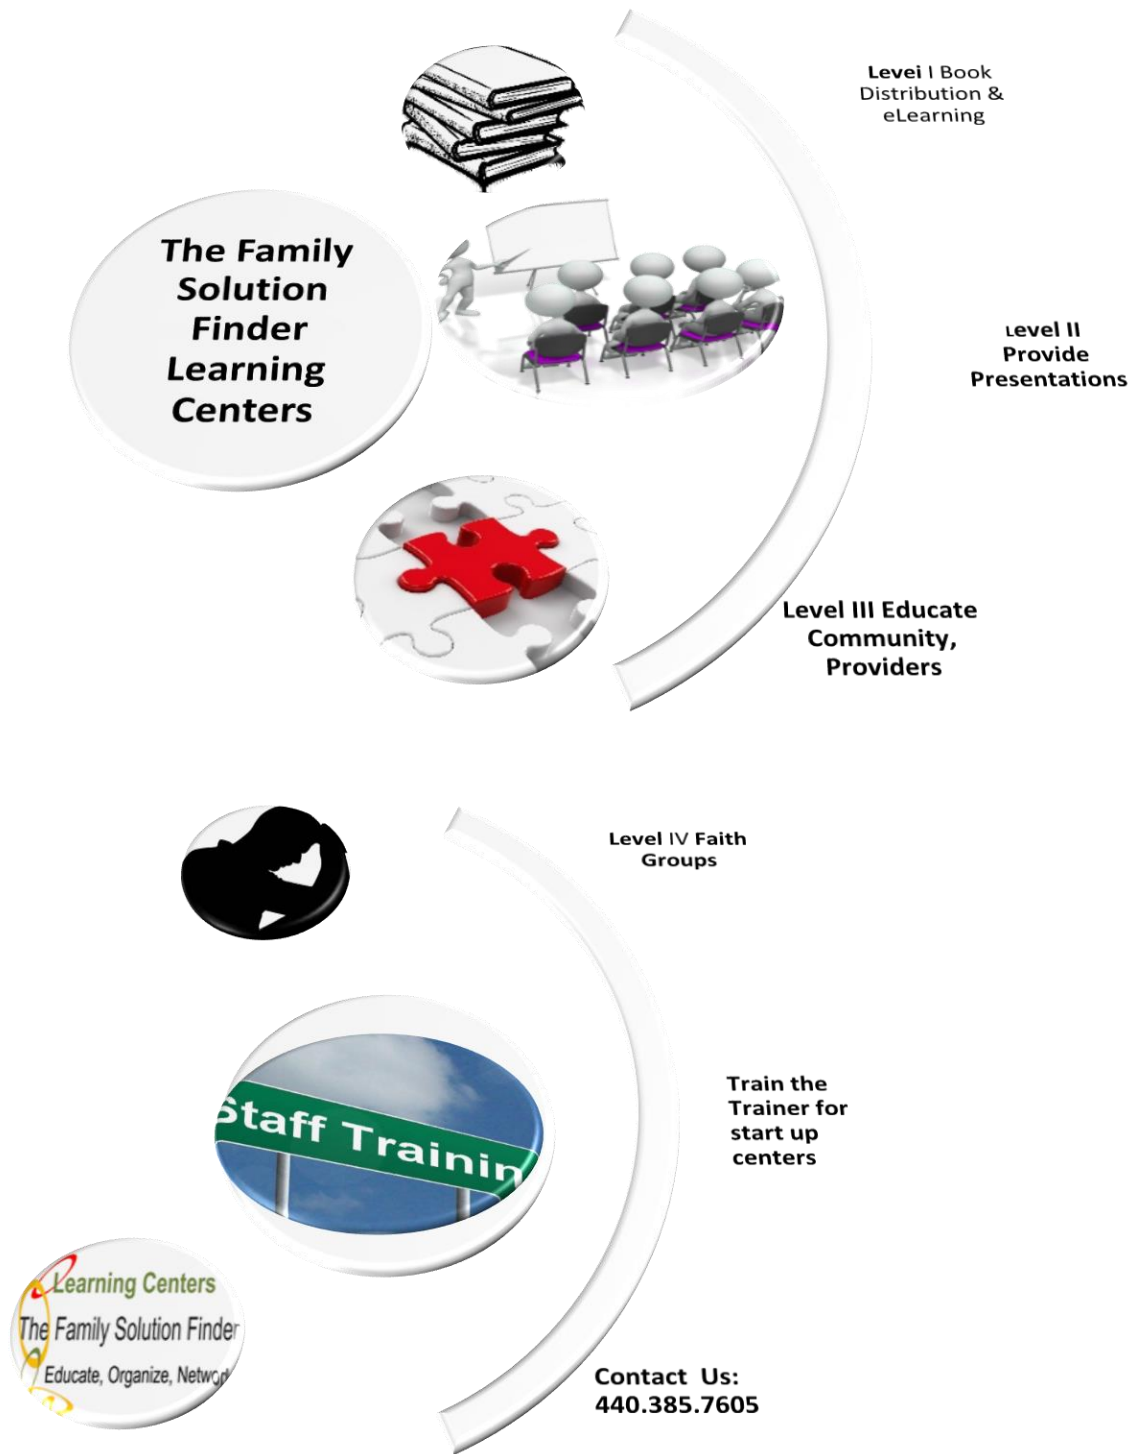 Levei I Book
Distribution &
eLearning
The Family
Solution
Finder
Learning
Centers
Level II
Provide
Presentations
Level III Educate
Community,
Providers
Level IV Faith
Groups
Staff Trainin
Train the
Trainer for
start up
centers
Learning Centers
The Family Solution Finder
Educate, Organize, Networ
Contact Us:
440.385.7605